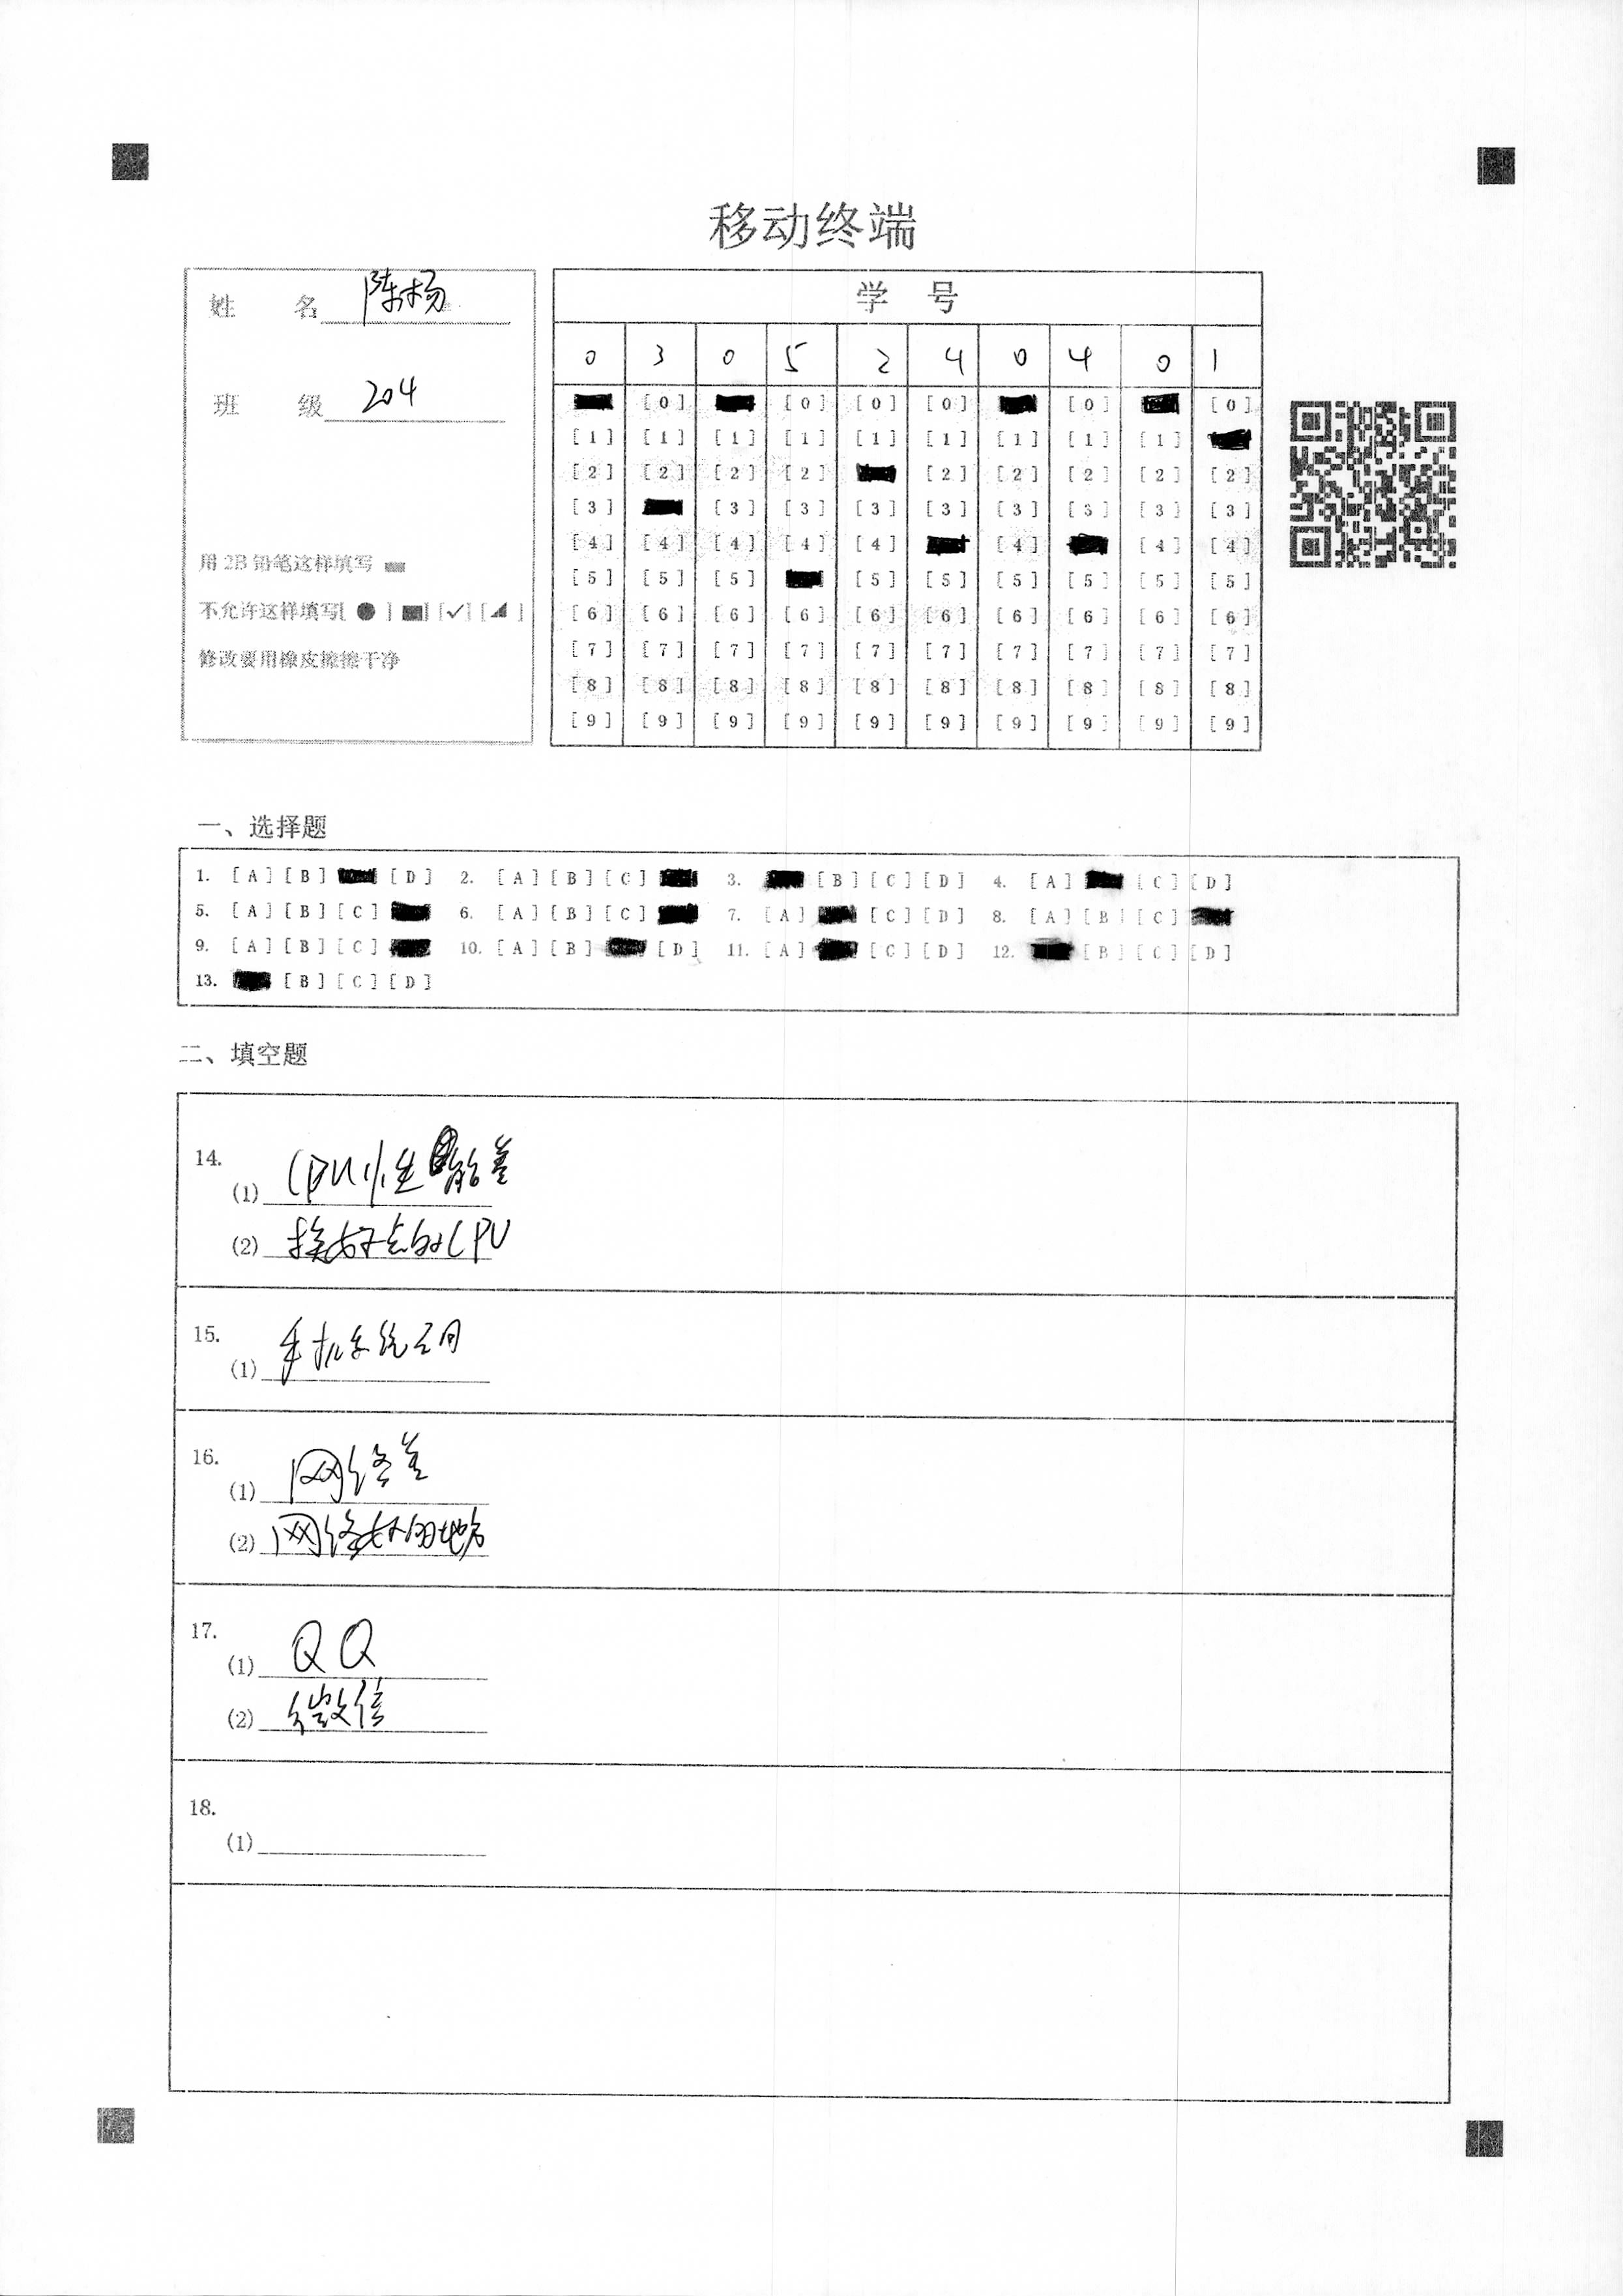 移动终端
姓 名 陈杨
班 级 204
用 2B 铅笔这样填写
不允许这样填写[ ● ] ■] [✓] [◢ ]
修改要用橡皮擦擦干净
学 号
0 3 0 5 2 4 0 4 0 1
[0] [0] [0] [0] [0] [0]
[1] [1] [1] [1] [1] [1] [1] [1] [1]
[2] [2] [2] [2] [2] [2] [2] [2] [2]
[3] [3] [3] [3] [3] [3] [3] [3] [3]
[4] [4] [4] [4] [4] [4] [4] [4]
[5] [5] [5] [5] [5] [5] [5] [5] [5]
[6] [6] [6] [6] [6] [6] [6] [6] [6] [6]
[7] [7] [7] [7] [7] [7] [7] [7] [7] [7]
[8] [8] [8] [8] [8] [8] [8] [8] [8] [8]
[9] [9] [9] [9] [9] [9] [9] [9] [9] [9]
一、选择题
1. [A] [B] [D] 2. [A] [B] [C] 3. [B] [C] [D] 4. [A] [C] [D]
5. [A] [B] [C] 6. [A] [B] [C] 7. [A] [C] [D] 8. [A] [B] [C]
9. [A] [B] [C] 10. [A] [B] [D] 11. [A] [C] [D] 12. [B] [C] [D]
13. [B] [C] [D]
二、填空题
14.
(1) CPU性能差
(2) 换好点的CPU
15.
(1) 手机系统不同
16.
(1) 网络差
(2) 网络好的地方
17.
(1) QQ
(2) 微信
18.
(1)